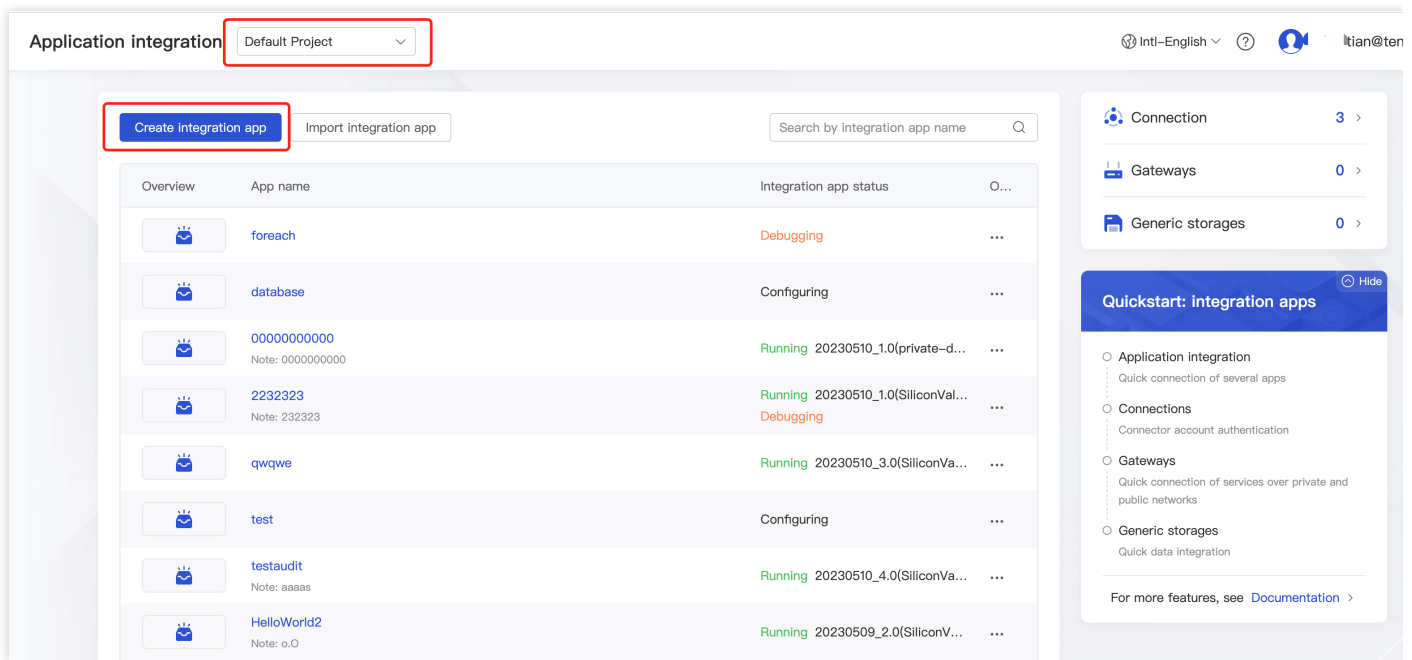 Application integration
Default Project
Intl-English
?
tian@ten
Create integration app
Import integration app
Search by integration app name
Overview App name Integration app status O...
foreach Debugging ...
database Configuring ...
00000000000
Note: 0000000000
Running 20230510_1.0(private-d... ...
2232323
Note: 232323
Running 20230510_1.0(SiliconVal...
Debugging ...
qwqwe Running 20230510_3.0(SiliconVa... ...
test Configuring ...
testaudit
Note: aaaas
Running 20230510_4.0(SiliconVa... ...
HelloWorld2
Note: o.O
Running 20230509_2.0(SiliconV... ...
Connection 3
Gateways 0
Generic storages 0
Hide
Quickstart: integration apps
Application integration
Quick connection of several apps
Connections
Connector account authentication
Gateways
Quick connection of services over private and
public networks
Generic storages
Quick data integration
For more features, see Documentation